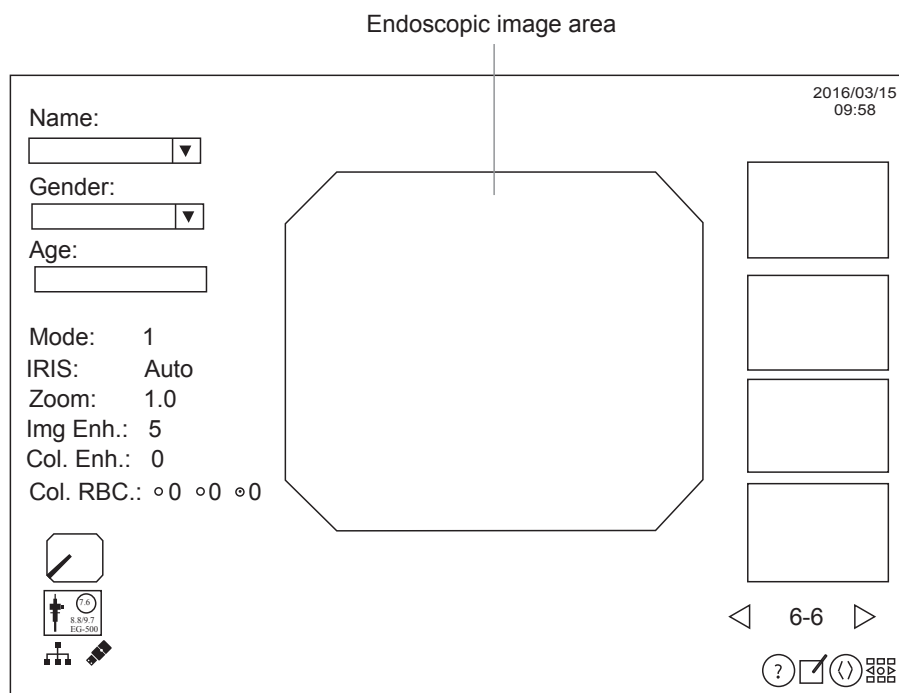 Endoscopic image area
2016/03/15
09:58
Name:
▼
Gender:
▼
Age:
Mode: 1
IRIS: Auto
Zoom: 1.0
Img Enh.: 5
Col. Enh.: 0
Col. RBC.: 0 0 0
7.6
8.8/9.7
EG-500
6-6
?